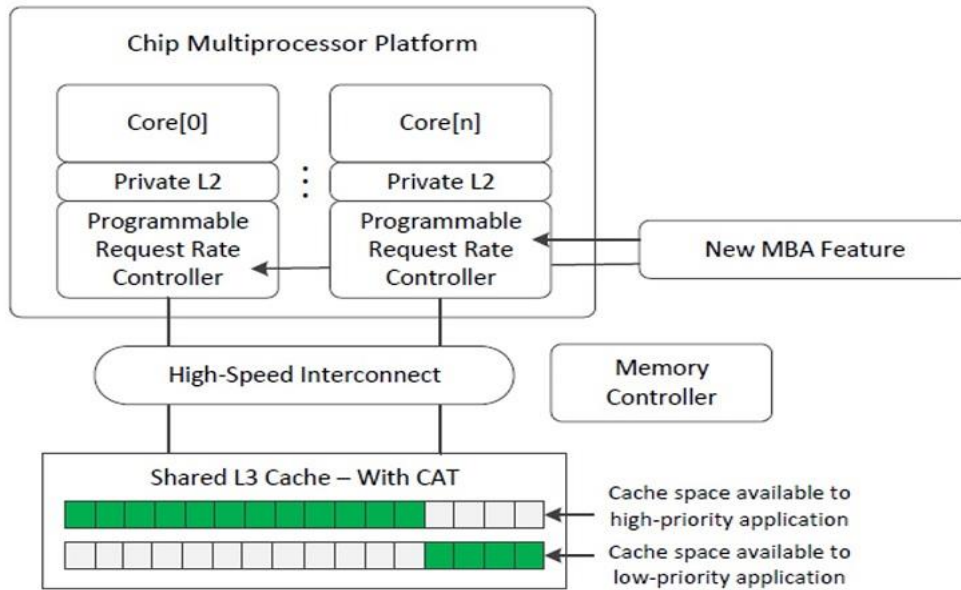 Chip Multiprocessor Platform
Core[0]
Core[n]
Private L2
Private L2
Programmable
Request Rate
Controller
Programmable
Request Rate
Controller
New MBA Feature
High-Speed Interconnect
Memory
Controller
Shared L3 Cache – With CAT
Cache space available to
high-priority application
Cache space available to
low-priority application